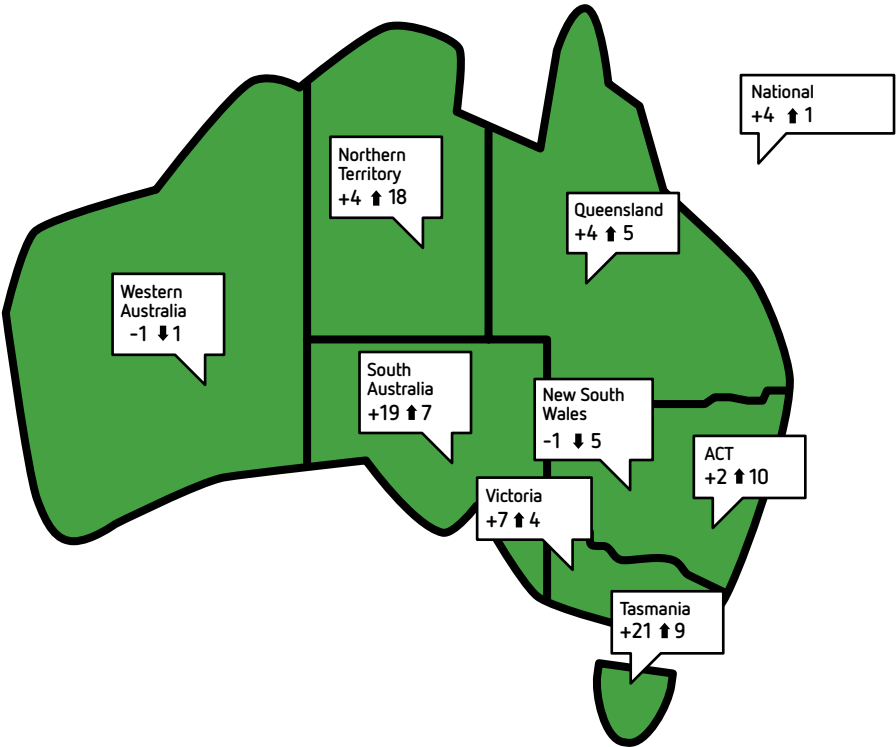 National
+4 ⬆ 1
Northern
Territory
+4 ⬆ 18
Queensland
+4 ⬆ 5
Western
Australia
-1 ⬇ 1
South
Australia
+19 ⬆ 7
New South
Wales
-1 ⬇ 5
ACT
+2 ⬆ 10
Victoria
+7 ⬆ 4
Tasmania
+21 ⬆ 9